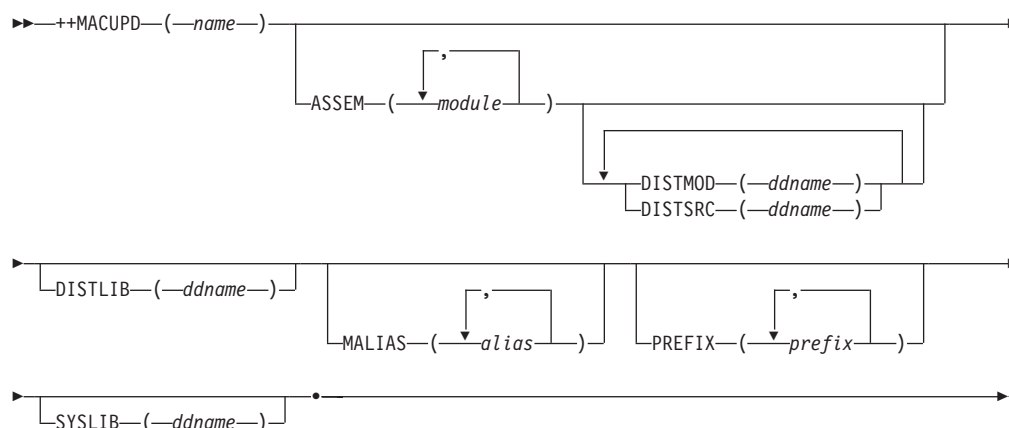 ++MACUPD ( name )
,
ASSEM ( module )
DISTMOD ( ddname )
DISTSRC ( ddname )
DISTLIB ( ddname )
,
MALIAS ( alias )
,
PREFIX ( prefix )
SYSLIB ( ddname )